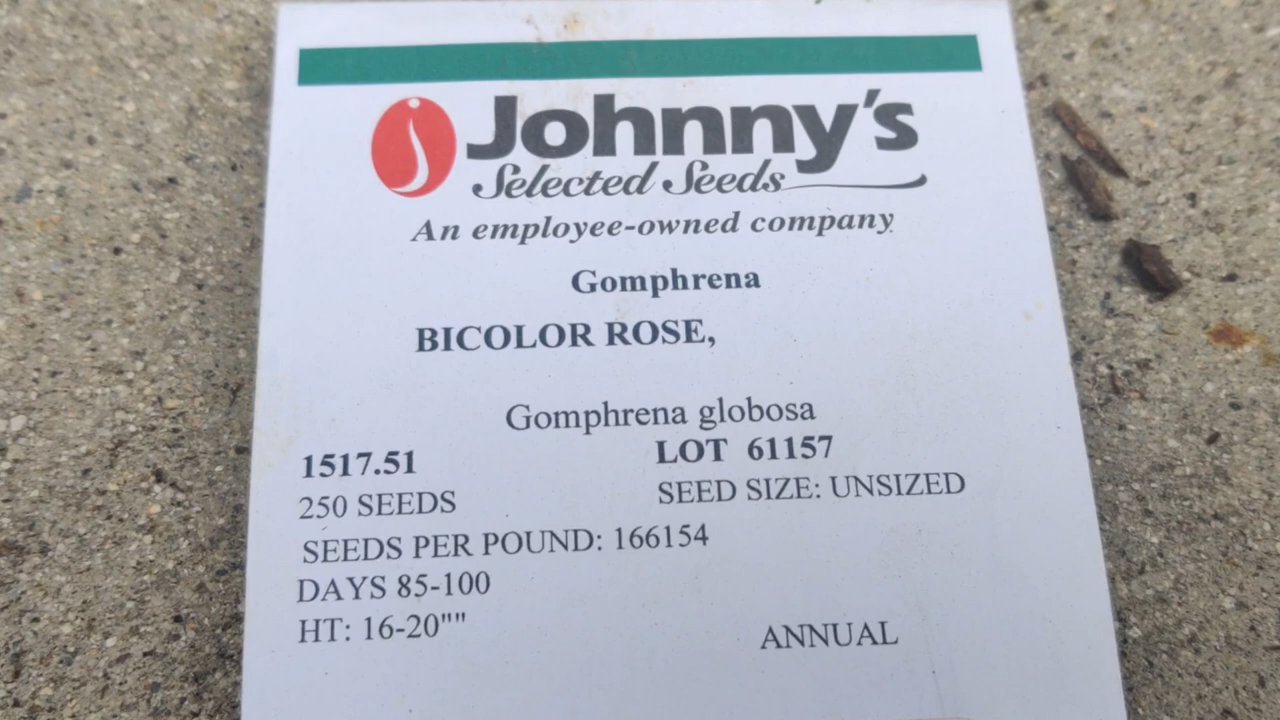 Johnny's
Selected Seeds
An employee-owned company
Gomphrena
BICOLOR ROSE,
Gomphrena globosa
1517.51 LOT 61157
250 SEEDS SEED SIZE: UNSIZED
SEEDS PER POUND: 166154
DAYS 85-100
HT: 16-20""
ANNUAL